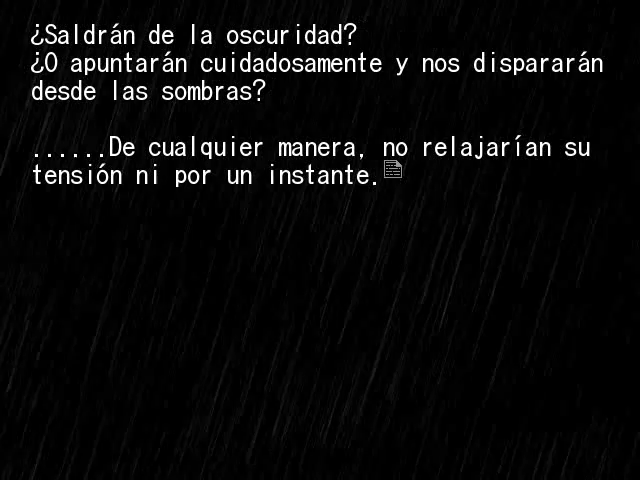 ¿Saldrán de la oscuridad?
¿O apuntarán cuidadosamente y nos dispararán
desde las sombras?
......De cualquier manera, no relajarían su
tensión ni por un instante.